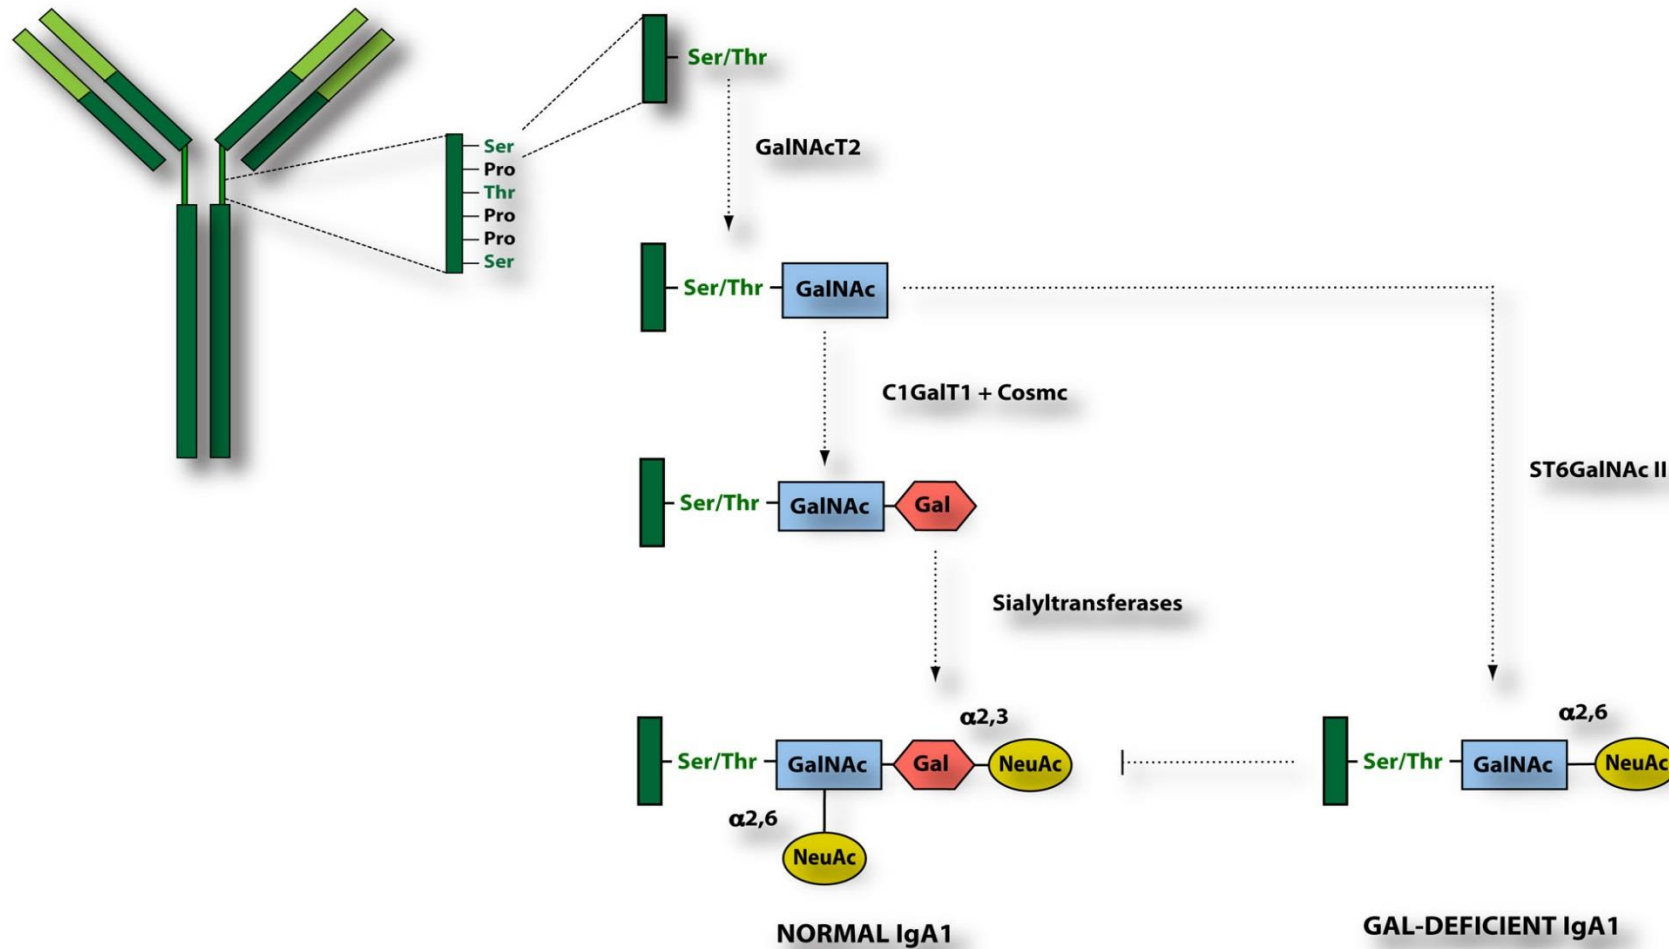 Ser/Thr
GalNAcT2
Ser
Pro
Thr
Pro
Pro
Ser
Ser/Thr
GalNAc
C1GalT1 + Cosmc
ST6GalNAc II
Ser/Thr
GalNAc
Gal
Sialyltransferases
α2,3
α2,6
Ser/Thr
GalNAc
Gal
NeuAc
Ser/Thr
GalNAc
NeuAc
α2,6
NeuAc
NORMAL IgA1
GAL-DEFICIENT IgA1